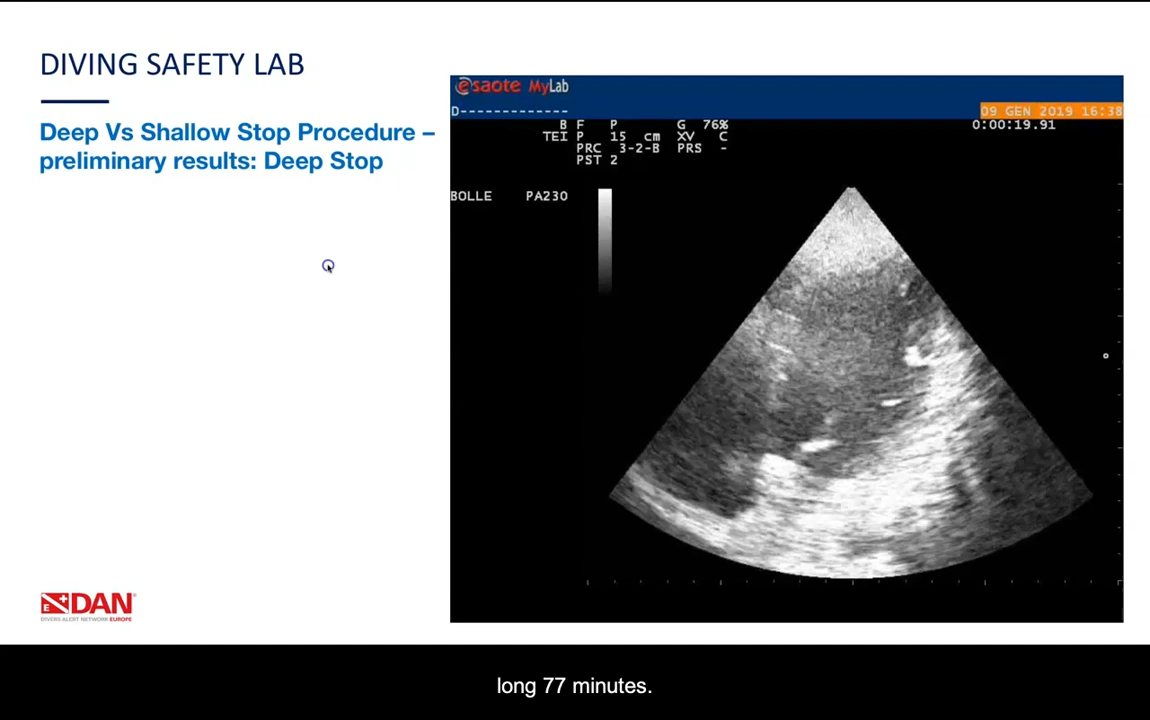 DIVING SAFETY LAB
Deep Vs Shallow Stop Procedure –
preliminary results: Deep Stop
esaote MyLab
D-------------
09 GEN 2019 16:38
0:00:19.91
B F P G 76%
TEI P 15 cm XV C
PRC 3-2-B PRS -
PST 2
BOLLE PA230
E DAN
DIVERS ALERT NETWORK EUROPE
long 77 minutes.